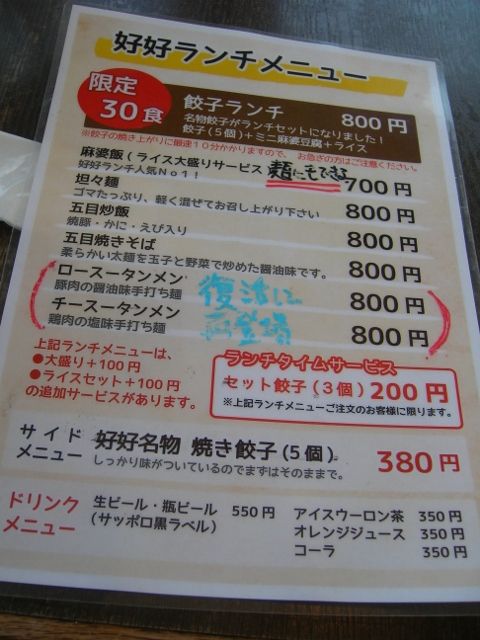 好好ランチメニュー
限定
30食
餃子ランチ 800円
名物餃子がランチセットになりました！
餃子(5個)＋ミニ麻婆豆腐＋ライス
※餃子の焼き上がりに最速10分かかりますので、お急ぎの方はご注意ください。
麻婆飯(ライス大盛りサービス 麺にもできる 700円
好好ランチ人気No1！
坦々麺 800円
ゴマたっぷり、軽く混ぜてお召し上がり下さい
五目炒飯 800円
焼豚・かに・えび入り
五目焼きそば 800円
柔らかい太麺を玉子と野菜で炒めた醤油味です。
ロースータンメン 800円
豚肉の醤油味手打ち麺
チースータンメン 800円
鶏肉の塩味手打ち麺
復活に
再登場
上記ランチメニューは、
●大盛り＋100円
●ライスセット＋100円
の追加サービスがあります。
ランチタイムサービス
セット餃子(3個)200円
※上記ランチメニューご注文のお客様に限ります。
サイドメニュー
好好名物 焼き餃子(5個) 380円
しっかり味がついているのでまずはそのままで。
ドリンクメニュー
生ビール・瓶ビール 550円
(サッポロ黒ラベル)
アイスウーロン茶 350円
オレンジジュース 350円
コーラ 350円